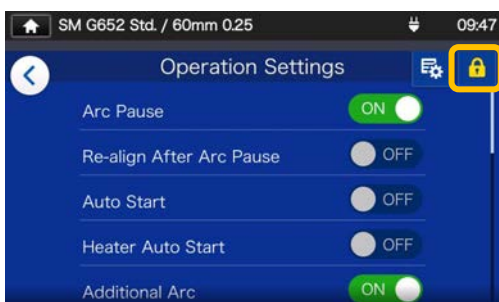 SM G652 Std. / 60mm 0.25 09:47
Operation Settings
Arc Pause ON
Re-align After Arc Pause OFF
Auto Start OFF
Heater Auto Start OFF
Additional Arc ON